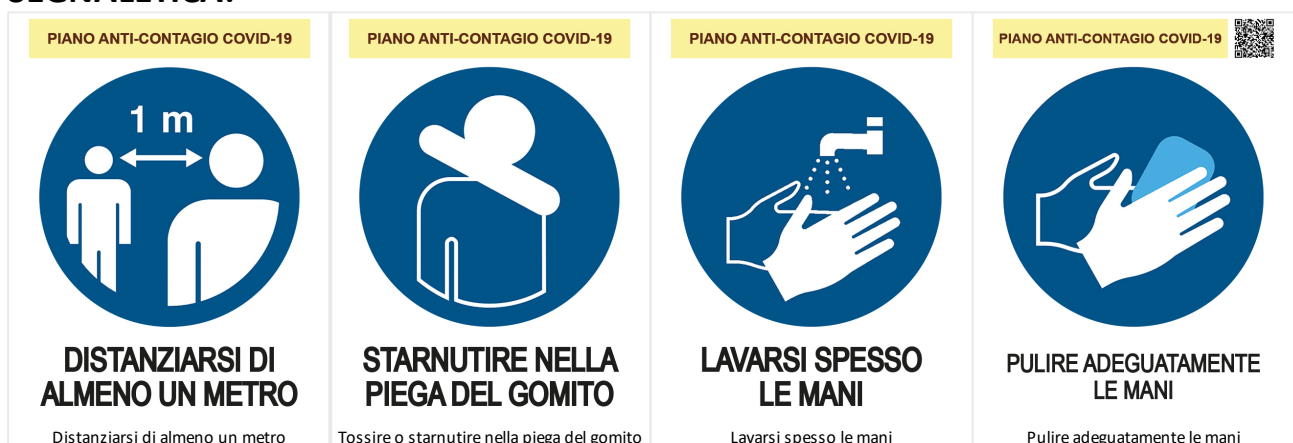 PIANO ANTI-CONTAGIO COVID-19
1 m
DISTANZIARSI DI
ALMENO UN METRO
Distanziarsi di almeno un metro
PIANO ANTI-CONTAGIO COVID-19
STARNUTIRE NELLA
PIEGA DEL GOMITO
Tossire o starnutire nella piega del gomito
PIANO ANTI-CONTAGIO COVID-19
LAVARSI SPESSO
LE MANI
Lavarsi spesso le mani
PIANO ANTI-CONTAGIO COVID-19
PULIRE ADEGUATAMENTE
LE MANI
Pulire adeguatamente le mani